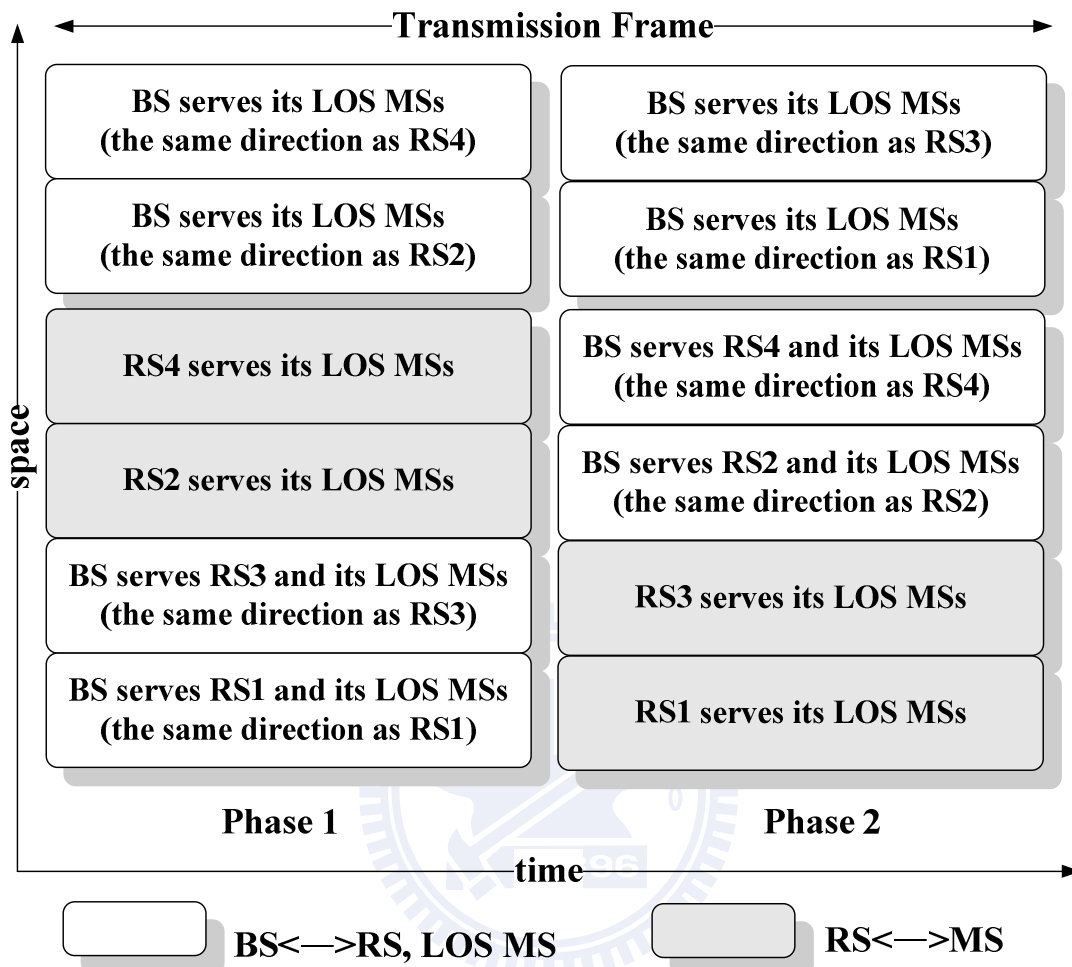 Transmission Frame
BS serves its LOS MSs
(the same direction as RS4)
BS serves its LOS MSs
(the same direction as RS2)
RS4 serves its LOS MSs
RS2 serves its LOS MSs
BS serves RS3 and its LOS MSs
(the same direction as RS3)
BS serves RS1 and its LOS MSs
(the same direction as RS1)
Phase 1
BS serves its LOS MSs
(the same direction as RS3)
BS serves its LOS MSs
(the same direction as RS1)
BS serves RS4 and its LOS MSs
(the same direction as RS4)
BS serves RS2 and its LOS MSs
(the same direction as RS2)
RS3 serves its LOS MSs
RS1 serves its LOS MSs
Phase 2
space
time
BS<—>RS, LOS MS
RS<—>MS